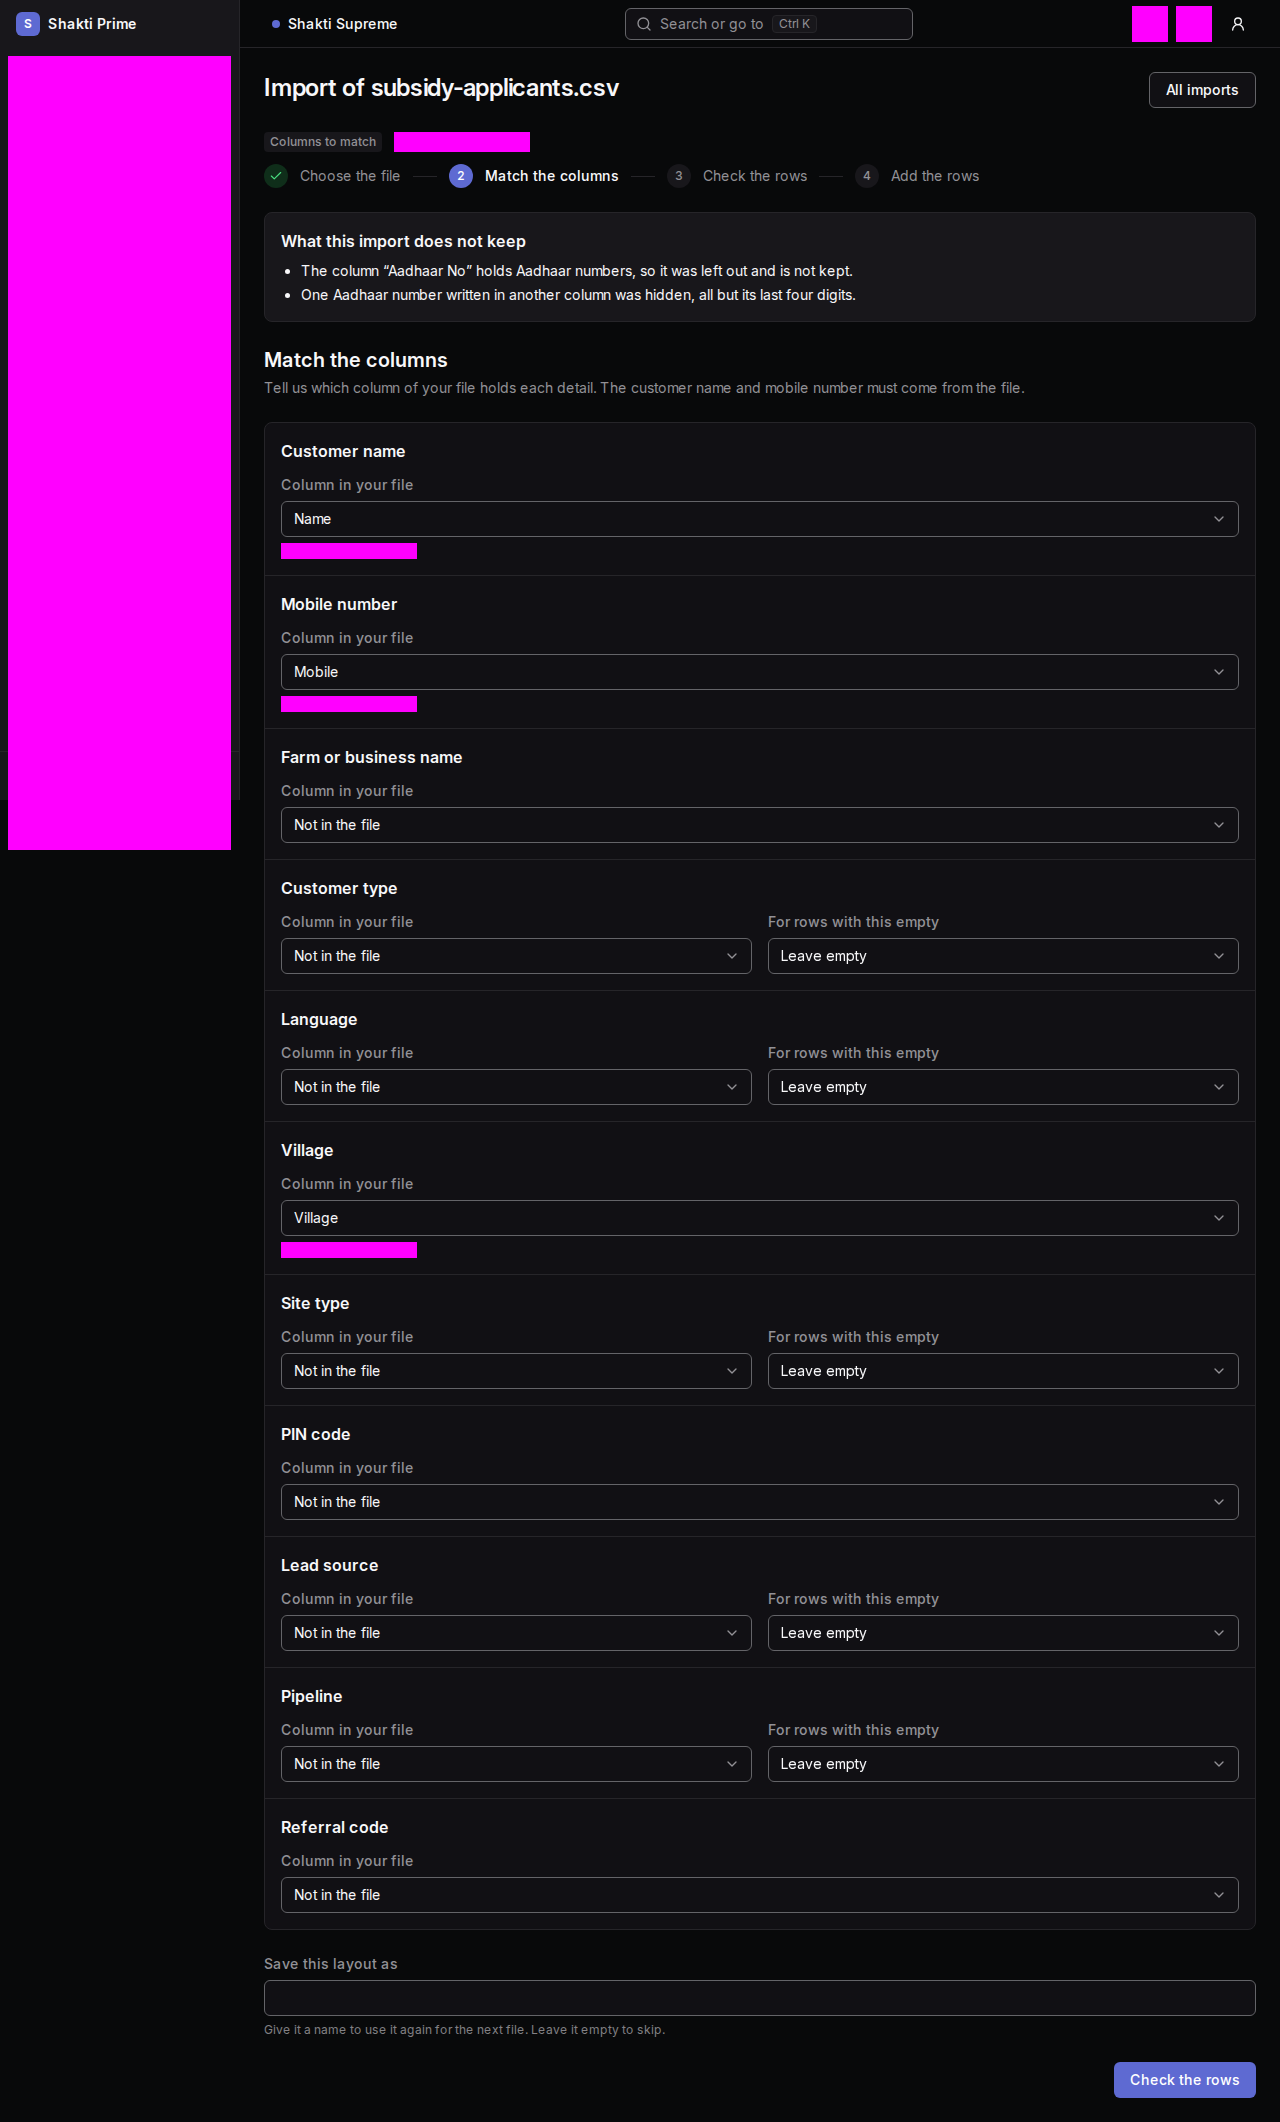 S Shakti Prime
Shakti Supreme
Search or go to Ctrl K
Import of subsidy-applicants.csv
All imports
Columns to match
Choose the file
2 Match the columns
3 Check the rows
4 Add the rows
What this import does not keep
• The column “Aadhaar No” holds Aadhaar numbers, so it was left out and is not kept.
• One Aadhaar number written in another column was hidden, all but its last four digits.
Match the columns
Tell us which column of your file holds each detail. The customer name and mobile number must come from the file.
Customer name
Column in your file
Name
Mobile number
Column in your file
Mobile
Farm or business name
Column in your file
Not in the file
Customer type
Column in your file
For rows with this empty
Not in the file
Leave empty
Language
Column in your file
For rows with this empty
Not in the file
Leave empty
Village
Column in your file
Village
Site type
Column in your file
For rows with this empty
Not in the file
Leave empty
PIN code
Column in your file
Not in the file
Lead source
Column in your file
For rows with this empty
Not in the file
Leave empty
Pipeline
Column in your file
For rows with this empty
Not in the file
Leave empty
Referral code
Column in your file
Not in the file
Save this layout as
Give it a name to use it again for the next file. Leave it empty to skip.
Check the rows